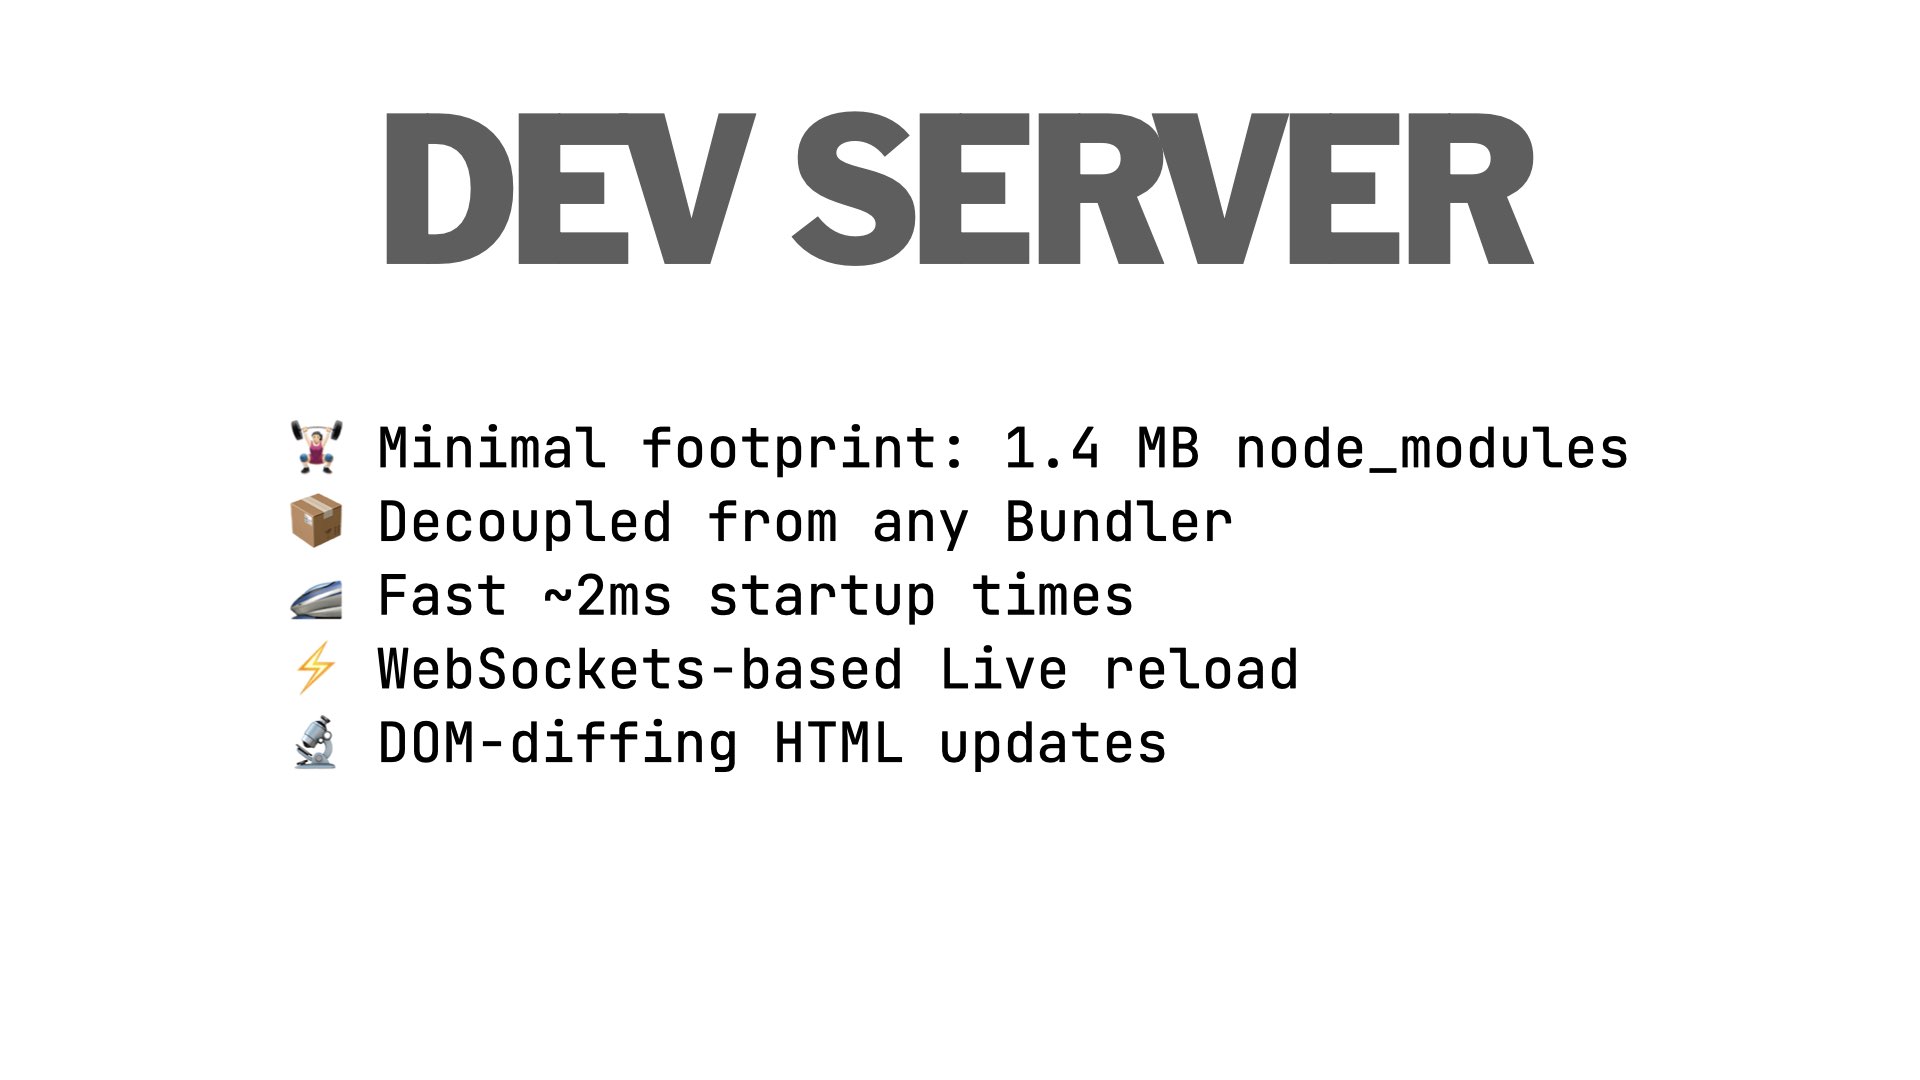 DEV SERVER
🏋🏻‍♀️ Minimal footprint: 1.4 MB node_modules
📦 Decoupled from any Bundler
🚄 Fast ~2ms startup times
⚡️ WebSockets-based Live reload
🔬 DOM-diffing HTML updates